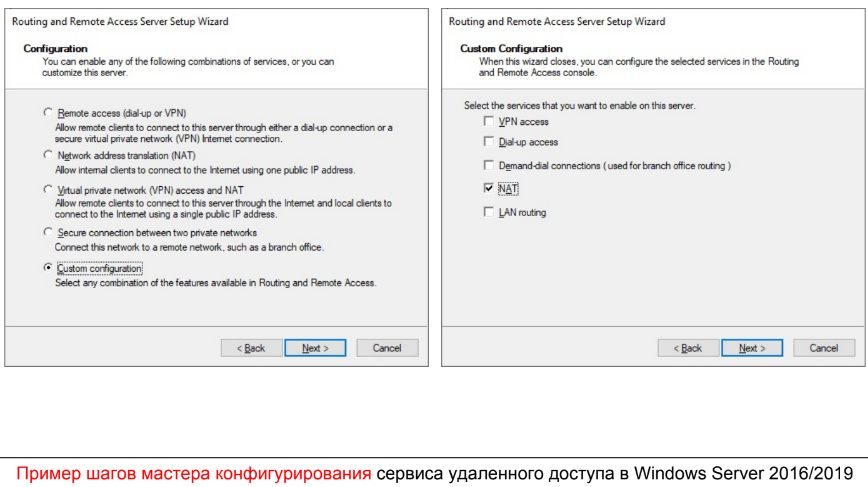 Routing and Remote Access Server Setup Wizard
Configuration
You can enable any of the following combinations of services, or you can
customize this server.
Remote access (dial-up or VPN)
Allow remote clients to connect to this server through either a dial-up connection or a
secure virtual private network (VPN) Internet connection.
Network address translation (NAT)
Allow internal clients to connect to the Internet using one public IP address.
Virtual private network (VPN) access and NAT
Allow remote clients to connect to this server through the Internet and local clients to
connect to the Internet using a single public IP address.
Secure connection between two private networks
Connect this network to a remote network, such as a branch office.
Custom configuration
Select any combination of the features available in Routing and Remote Access.
< Back
Next >
Cancel
Routing and Remote Access Server Setup Wizard
Custom Configuration
When this wizard closes, you can configure the selected services in the Routing
and Remote Access console.
Select the services that you want to enable on this server.
VPN access
Dial-up access
Demand-dial connections (used for branch office routing )
NAT
LAN routing
< Back
Next >
Cancel
Пример шагов мастера конфигурирования сервиса удаленного доступа в Windows Server 2016/2019